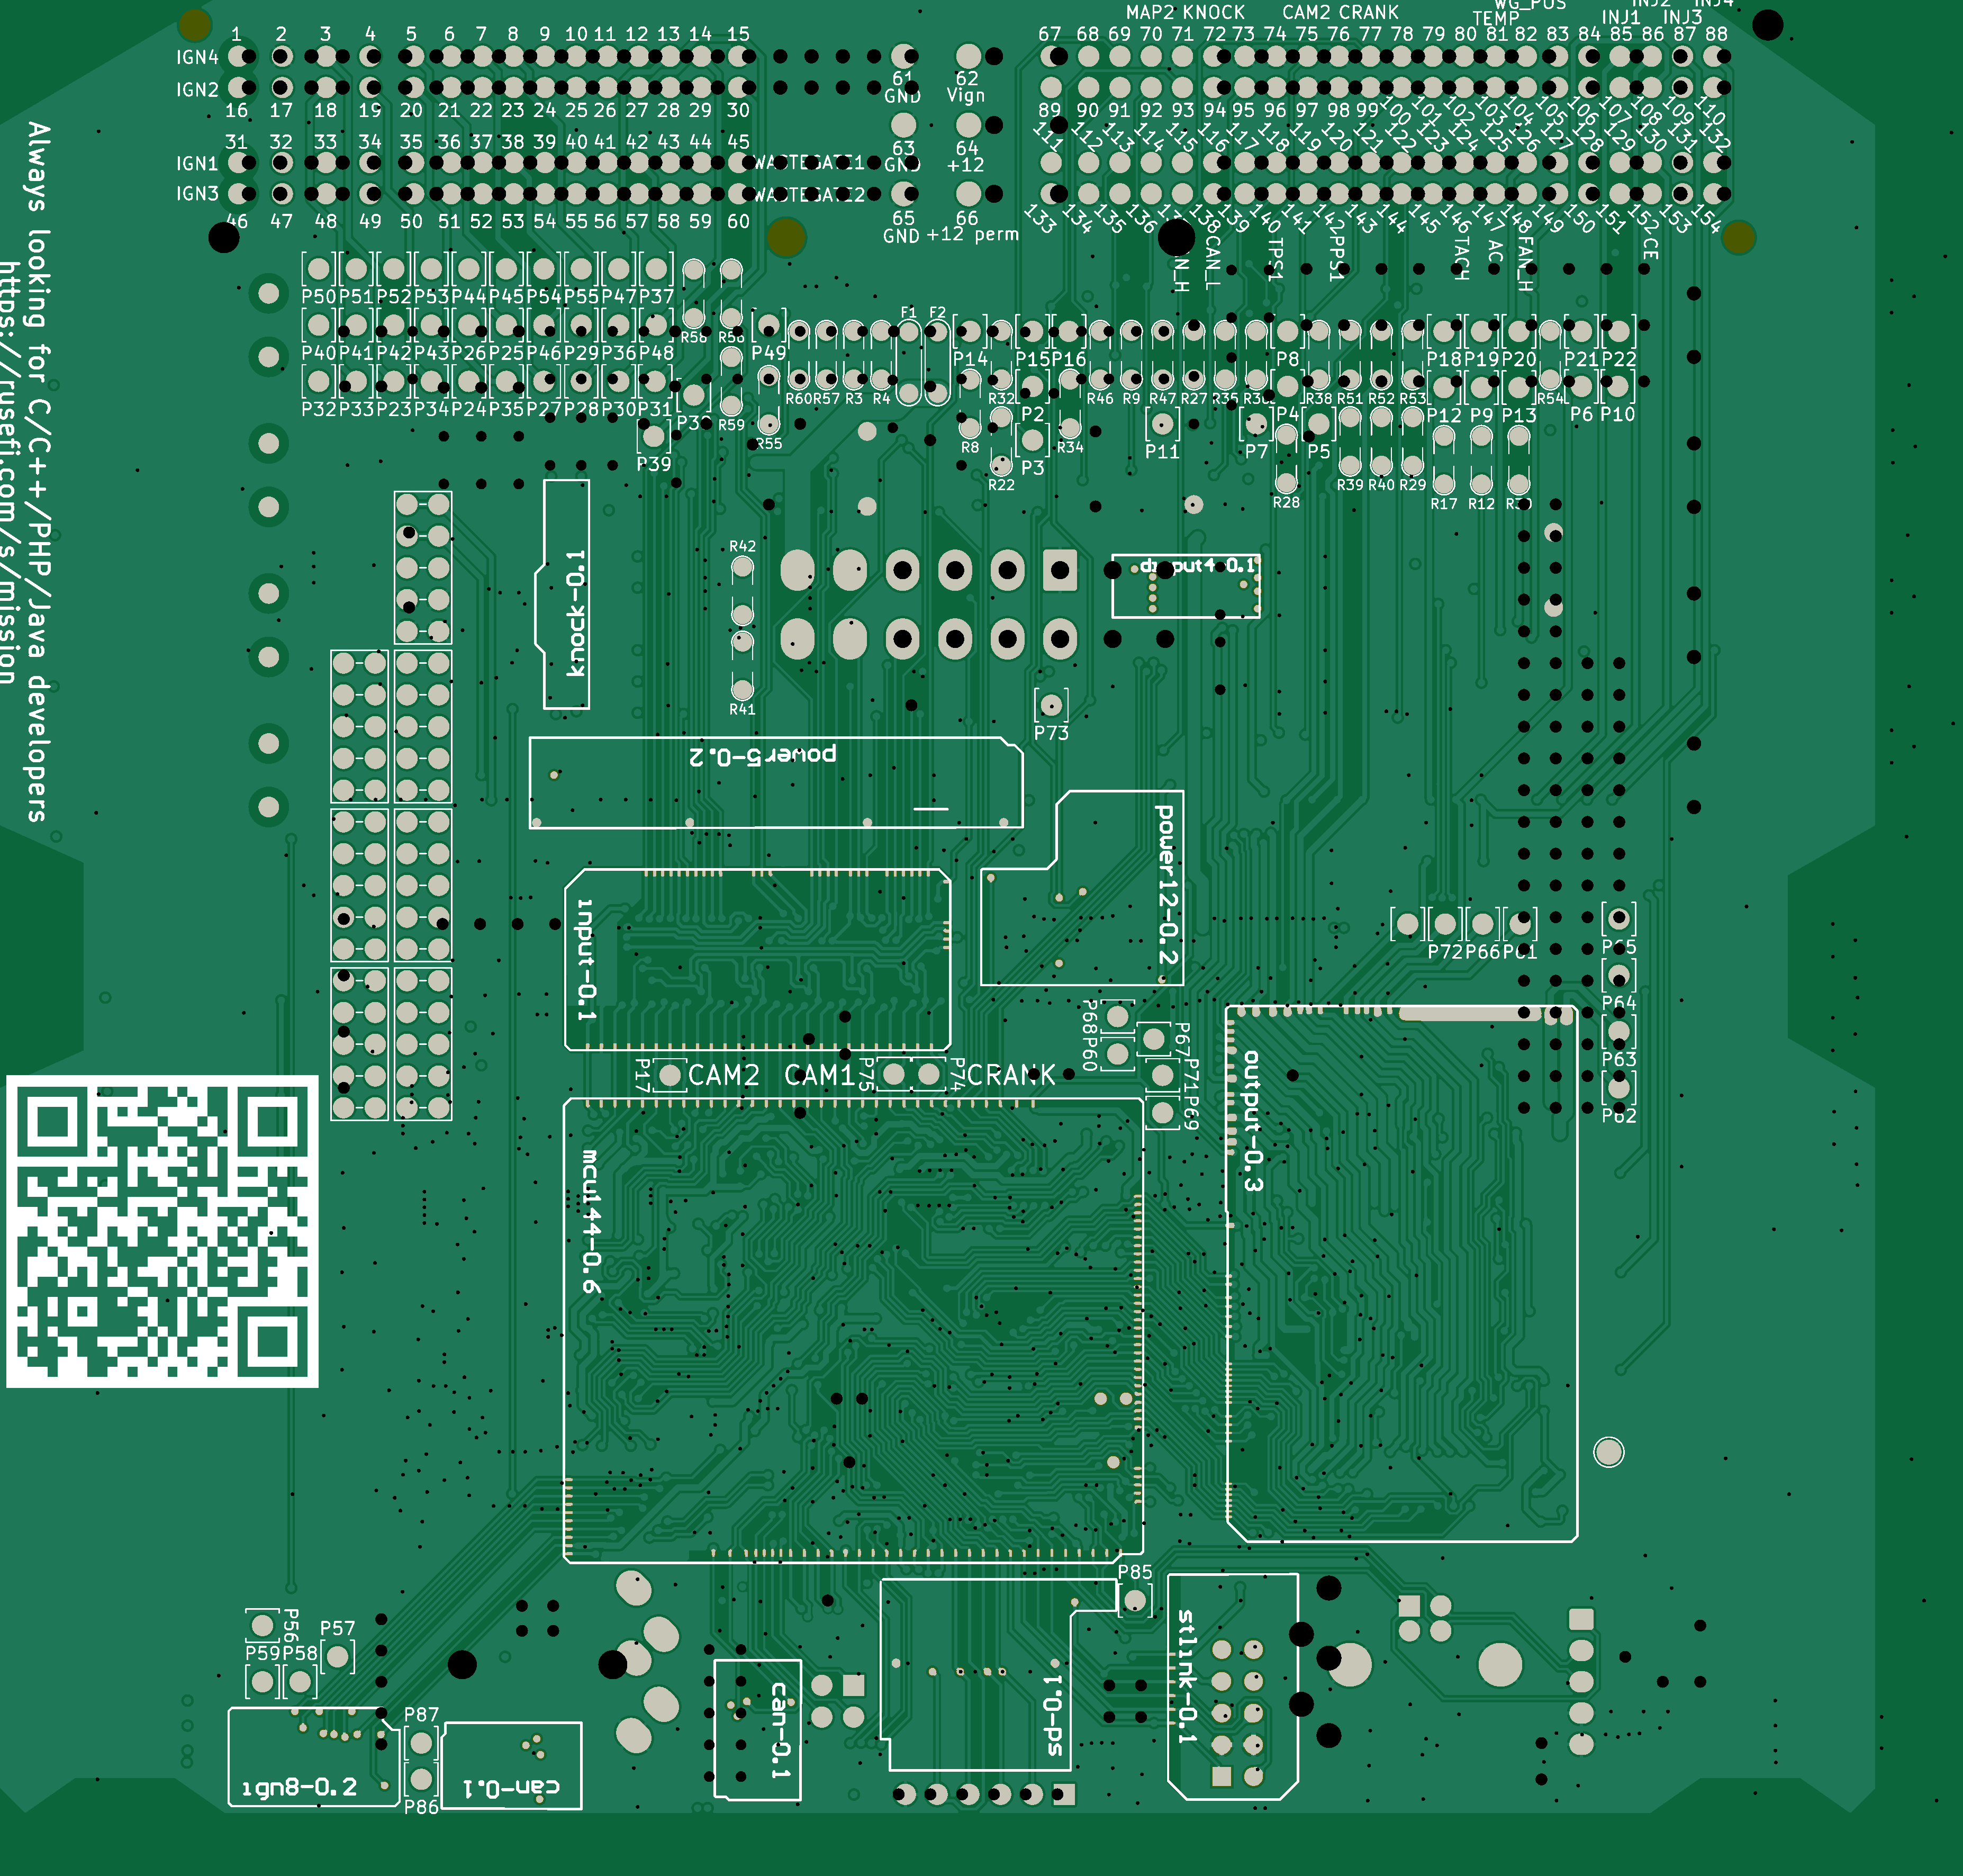 MAP2 KNOCK CAM2 CRANK
TEMP
INJ1 INJ3
1 2 3 4 5 6 7 8 9 10 11 12 13 14 15
67 68 69 70 71 72 73 74 75 76 77 78 79 80 81 82 83 84 85 86 87 88
IGN4
IGN2
61
GND
62
Vign
16 17 18 19 20 21 22 23 24 25 26 27 28 29 30
89 90 91 92 93 94 95 96 97 98 99 100 101 102 103 104 105 106 107 108 109 110
31 32 33 34 35 36 37 38 39 40 41 42 43 44 45
111 112 113 114 115 116 117 118 119 120 121 122 123 124 125 126 127 128 129 130 131 132
IGN1
IGN3
WASTEGATE1
WASTEGATE2
63
GND
64
+12
46 47 48 49 50 51 52 53 54 55 56 57 58 59 60
65
GND
66
+12 perm
133 134 135 136 138 139 140 141 142 143 144 145 146 147 148 149 150 151 152 153 154
CAN_L TPS1 PPS1 TACH AC FAN_H CE
Always looking for C/C++/PHP/Java developers
https://rusefi.com/s/mission
P50 P51 P52 P53 P44 P45 P54 P55 P47 P37
R58 R56 P49 F1 F2
P40 P41 P42 P43 P26 P25 P46 P29 P36 P48
P14 P15 P16 P8 P18 P19 P20 P21 P22
P32 P33 P23 P34 P24 P35 P27 P28 P30 P31
R59 R60 R57 R3 R4 R32 P2 R46 R9 R47 R27 R35 P4 R38 R51 R52 R53 P12 P9 P13 R54 P6 P10
P39 R55 R8 P3 R34 P11 P7 P5
R22 R28 R39 R40 R29 R17 R12
R42
R41
knock-0.1
P73
power5-0.2
power12-0.2
input-0.1
P72 P66 P61
P65
P64
P63
P62
P68 P60 P67
P71 P69
P17 CAM2 CAM1 P75 P74 CRANK
output-0.3
mcu144-0.6
P85
P56
P57
P59 P58
P87
P86
ign8-0.2
can-0.1
can-0.1
sd-0.1
stlink-0.1